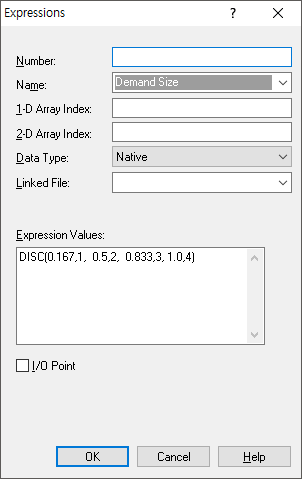 Expressions
Number:
Name: Demand Size
1-D Array Index:
2-D Array Index:
Data Type: Native
Linked File:
Expression Values:
DISC(0.167,1,  0.5,2,  0.833,3, 1.0,4)
I/O Point
OK Cancel Help